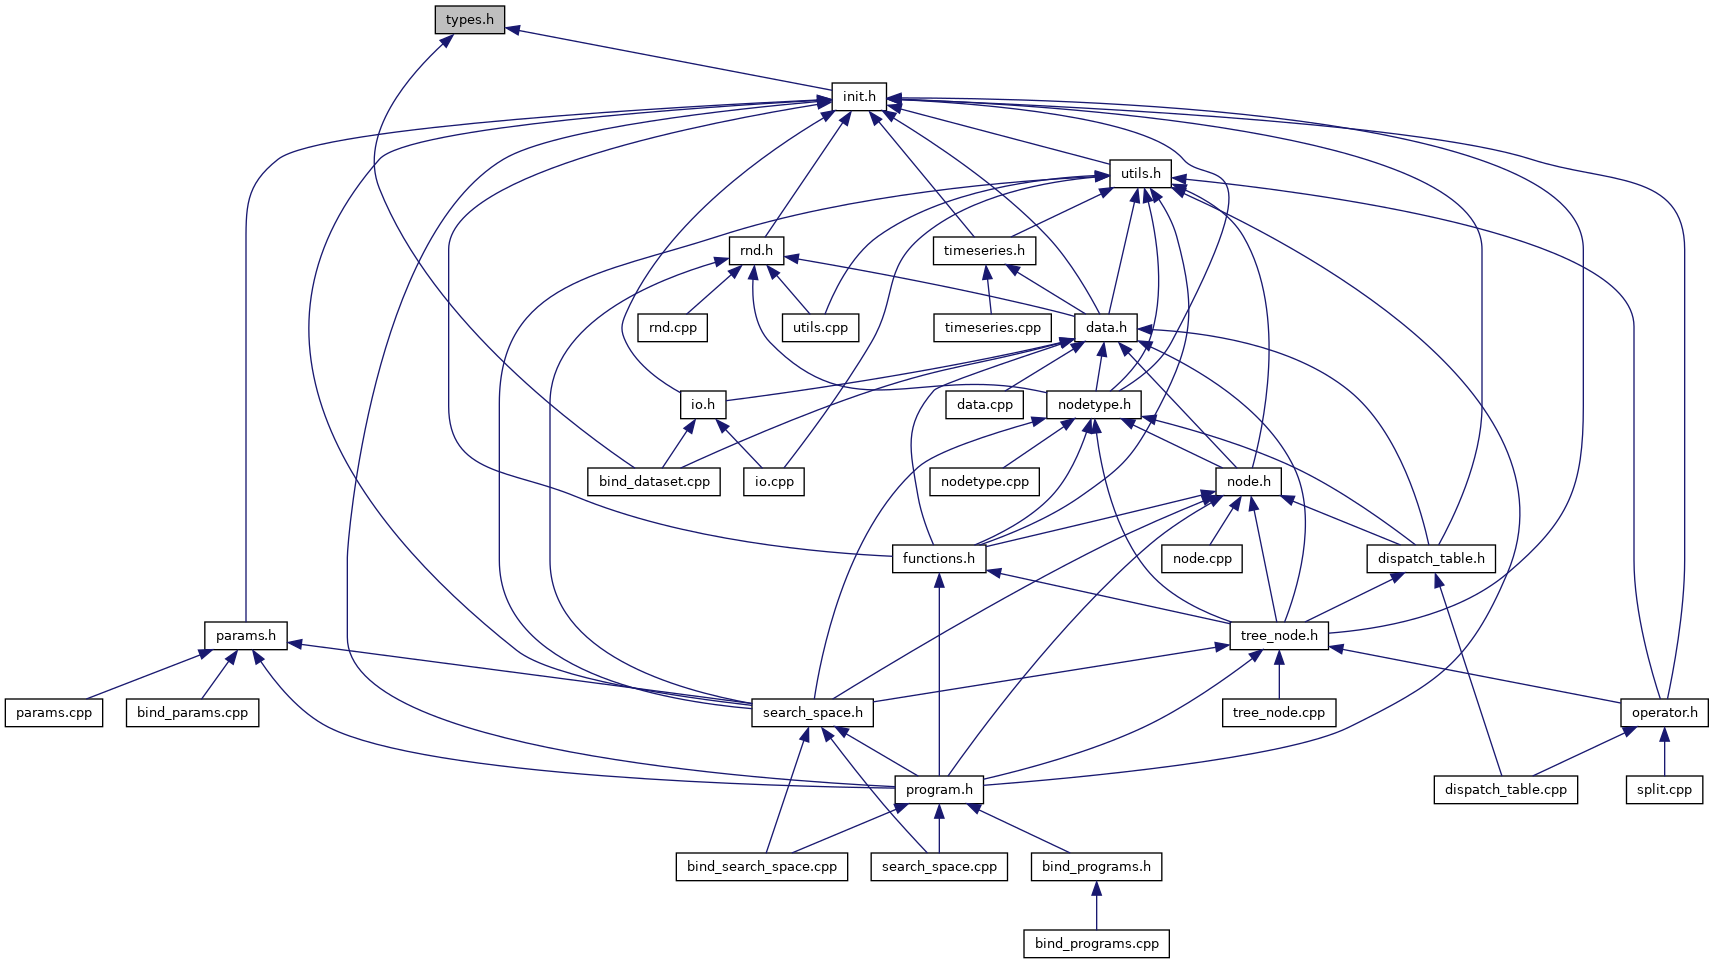 types.h
init.h
utils.h
rnd.h
timeseries.h
rnd.cpp
utils.cpp
timeseries.cpp
data.h
io.h
data.cpp
nodetype.h
bind_dataset.cpp
io.cpp
nodetype.cpp
node.h
functions.h
node.cpp
dispatch_table.h
params.h
tree_node.h
params.cpp
bind_params.cpp
search_space.h
tree_node.cpp
operator.h
program.h
dispatch_table.cpp
split.cpp
bind_search_space.cpp
search_space.cpp
bind_programs.h
bind_programs.cpp